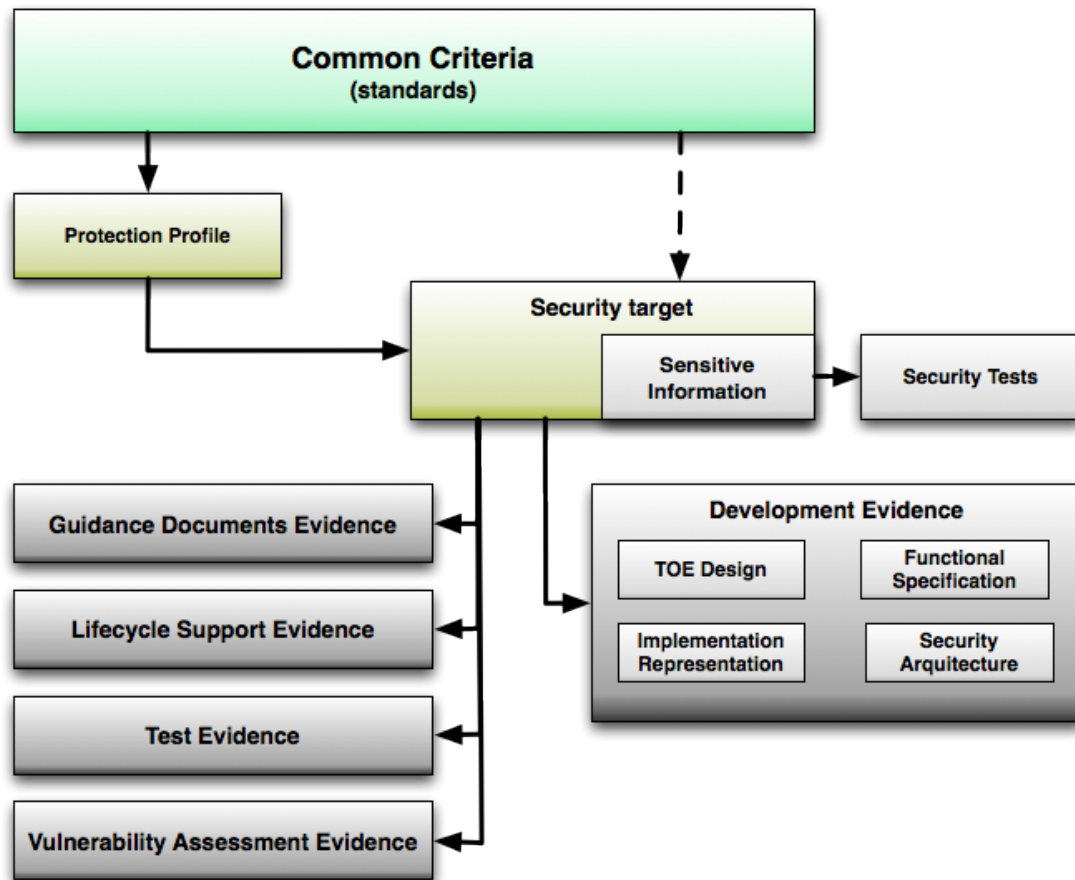 Common Criteria
(standards)
Protection Profile
Security target
Sensitive
Information
Security Tests
Guidance Documents Evidence
Lifecycle Support Evidence
Test Evidence
Vulnerability Assessment Evidence
Development Evidence
TOE Design
Functional
Specification
Implementation
Representation
Security
Arquitecture